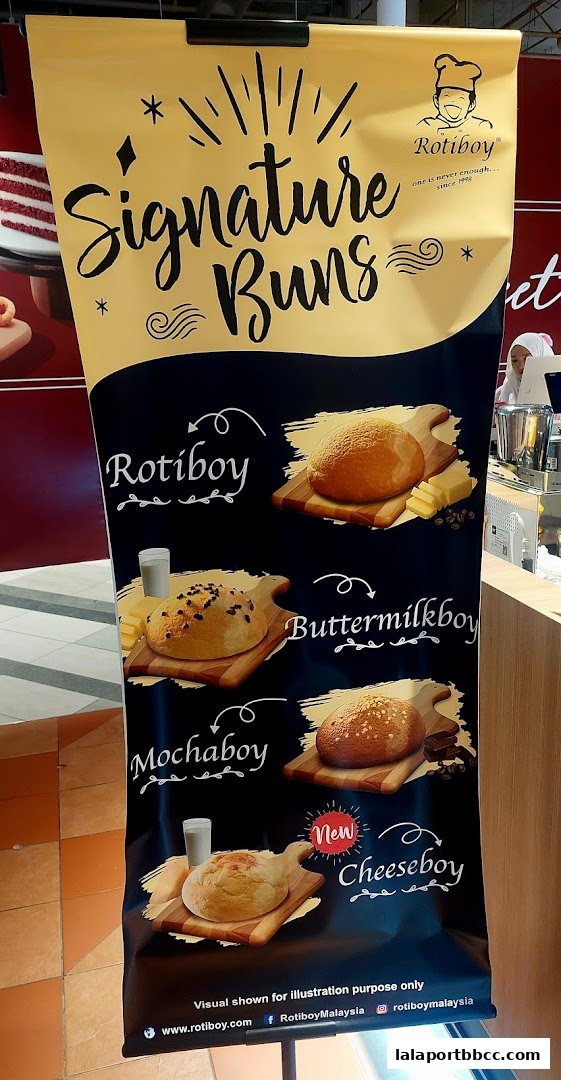 Rotiboy®
one is never enough...
since 1998
Signature
Buns
Rotiboy
Buttermilkboy
Mochaboy
New
Cheeseboy
Visual shown for illustration purpose only
www.rotiboy.com RotiboyMalaysia rotiboymalaysia
et
lalaportbbcc.com